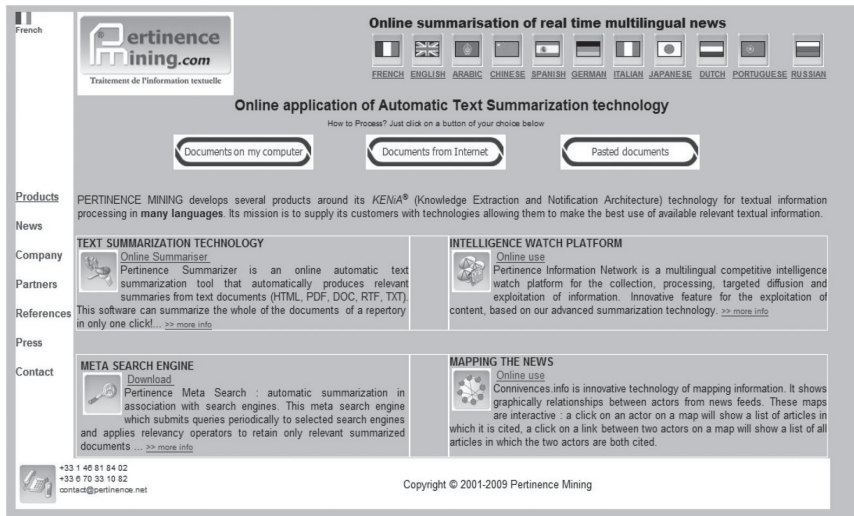 French
Pertinence
Mining.com
Traitement de l'information textuelle
Online summarisation of real time multilingual news
FRENCH ENGLISH ARABIC CHINESE SPANISH GERMAN ITALIAN JAPANESE DUTCH PORTUGUESE RUSSIAN
Online application of Automatic Text Summarization technology
How to Process? Just click on a button of your choice below
Documents on my computer
Documents from Internet
Pasted documents
Products
News
Company
Partners
References
Press
Contact
PERTINENCE MINING develops several products around its KENiA® (Knowledge Extraction and Notification Architecture) technology for textual information
processing in many languages. Its mission is to supply its customers with technologies allowing them to make the best use of available relevant textual information.
TEXT SUMMARIZATION TECHNOLOGY
Online Summariser
Pertinence Summarizer is an online automatic text
summarization tool that automatically produces relevant
summaries from text documents (HTML, PDF, DOC, RTF, TXT).
This software can summarize the whole of the documents of a repertory
in only one click!... >> more info
INTELLIGENCE WATCH PLATFORM
Online use
Pertinence Information Network is a multilingual competitive intelligence
watch platform for the collection, processing, targeted diffusion and
exploitation of information. Innovative feature for the exploitation of
content, based on our advanced summarization technology. >> more info
META SEARCH ENGINE
Download
Pertinence Meta Search : automatic summarization in
association with search engines. This meta search engine
which submits queries periodically to selected search engines
and applies relevancy operators to retain only relevant summarized
documents ... >> more info
MAPPING THE NEWS
Online use
Connivences.info is innovative technology of mapping information. It shows
graphically relationships between actors from news feeds. These maps
are interactive : a click on an actor on a map will show a list of articles in
which it is cited, a click on a link between two actors on a map will show a list of all
articles in which the two actors are both cited.
+33 1 46 81 84 02
+33 6 70 33 10 82
contact@pertinence.net
Copyright © 2001-2009 Pertinence Mining